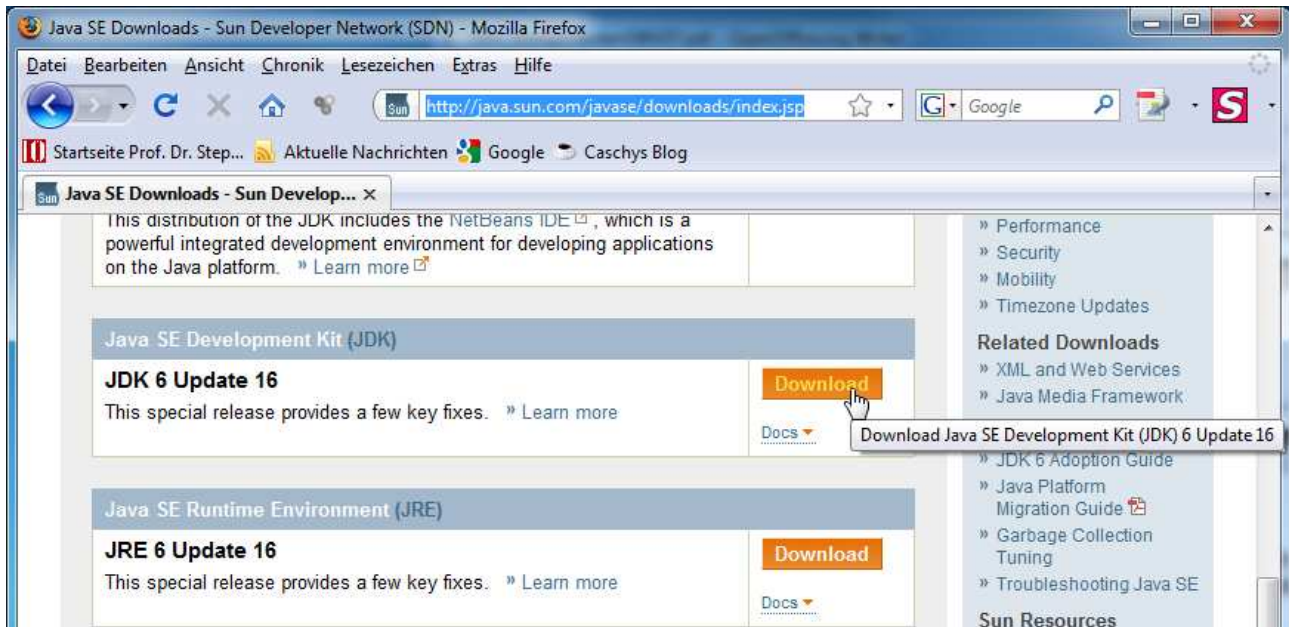 Java SE Downloads - Sun Developer Network (SDN) - Mozilla Firefox
Datei Bearbeiten Ansicht Chronik Lesezeichen Extras Hilfe
Sun http://java.sun.com/javase/downloads/index.jsp G Google S
Startseite Prof. Dr. Step... Aktuelle Nachrichten Google Caschys Blog
Sun Java SE Downloads - Sun Develop...
This distribution of the JDK includes the NetBeans IDE, which is a
powerful integrated development environment for developing applications
on the Java platform. » Learn more
Java SE Development Kit (JDK)
JDK 6 Update 16
This special release provides a few key fixes. » Learn more
Download
Docs
Download Java SE Development Kit (JDK) 6 Update 16
Java SE Runtime Environment (JRE)
JRE 6 Update 16
This special release provides a few key fixes. » Learn more
Download
Docs
» Performance
» Security
» Mobility
» Timezone Updates
Related Downloads
» XML and Web Services
» Java Media Framework
» JDK 6 Adoption Guide
» Java Platform
Migration Guide
» Garbage Collection
Tuning
» Troubleshooting Java SE
Sun Resources